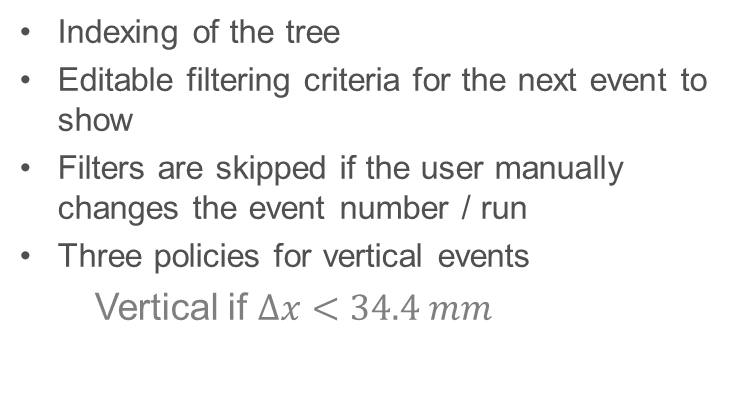 • Indexing of the tree
• Editable filtering criteria for the next event to
show
• Filters are skipped if the user manually
changes the event number / run
• Three policies for vertical events
Vertical if Δ𝑥 < 34.4 𝑚𝑚